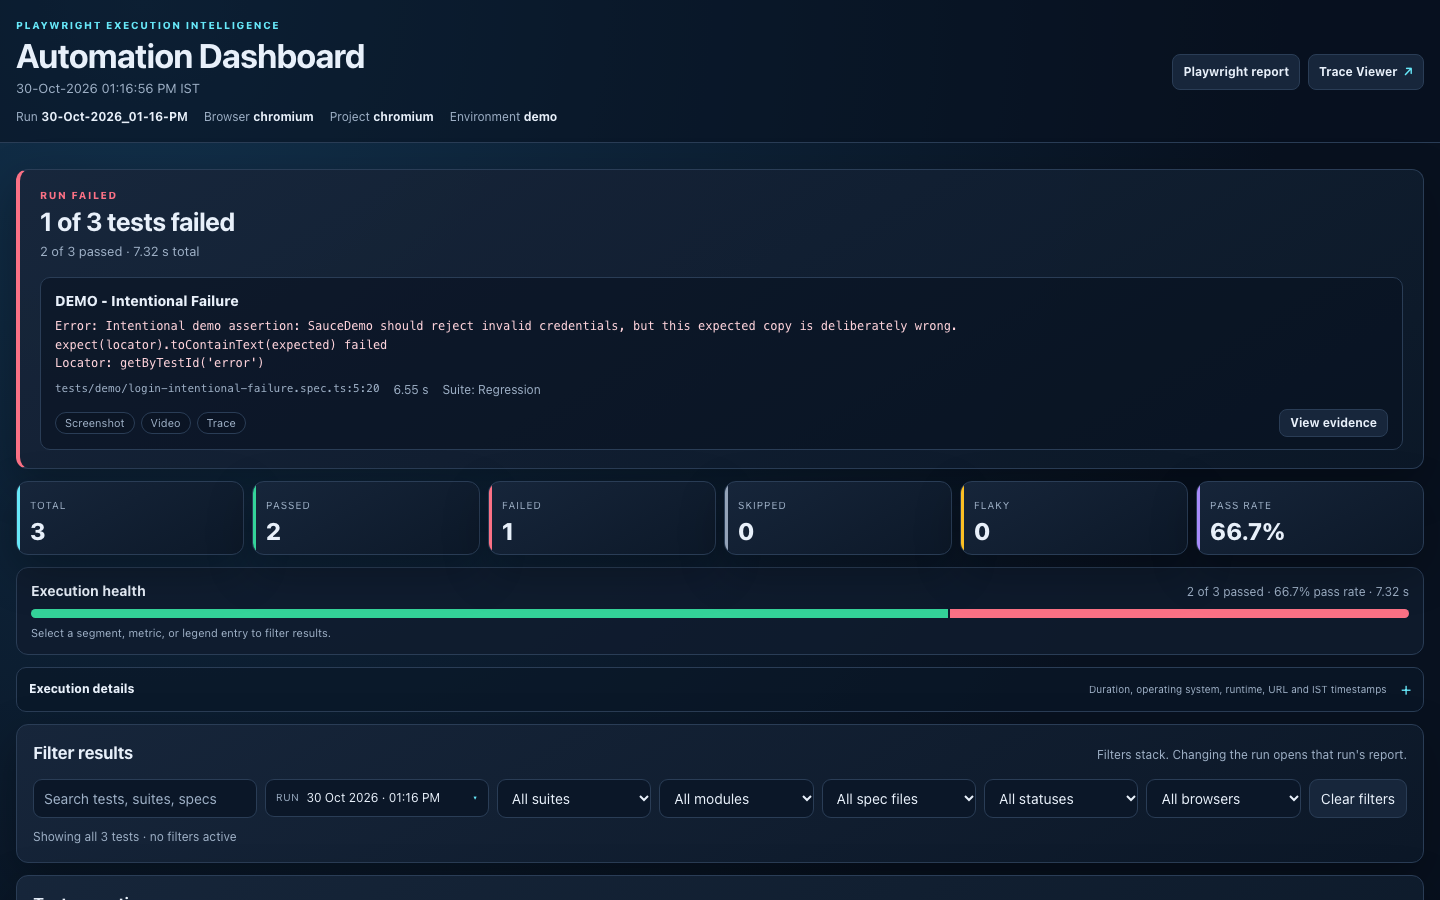 PLAYWRIGHT EXECUTION INTELLIGENCE
Automation Dashboard
30-Oct-2026 01:16:56 PM IST
Run 30-Oct-2026_01-16-PM Browser chromium Project chromium Environment demo
Playwright report
Trace Viewer ↗
RUN FAILED
1 of 3 tests failed
2 of 3 passed · 7.32 s total
DEMO - Intentional Failure
Error: Intentional demo assertion: SauceDemo should reject invalid credentials, but this expected copy is deliberately wrong.
expect(locator).toContainText(expected) failed
Locator: getByTestId('error')
tests/demo/login-intentional-failure.spec.ts:5:20 6.55 s Suite: Regression
Screenshot Video Trace
View evidence
TOTAL
3
PASSED
2
FAILED
1
SKIPPED
0
FLAKY
0
PASS RATE
66.7%
Execution health
2 of 3 passed · 66.7% pass rate · 7.32 s
Select a segment, metric, or legend entry to filter results.
Execution details
Duration, operating system, runtime, URL and IST timestamps +
Filter results
Filters stack. Changing the run opens that run's report.
Search tests, suites, specs
RUN 30 Oct 2026 · 01:16 PM
All suites
All modules
All spec files
All statuses
All browsers
Clear filters
Showing all 3 tests · no filters active